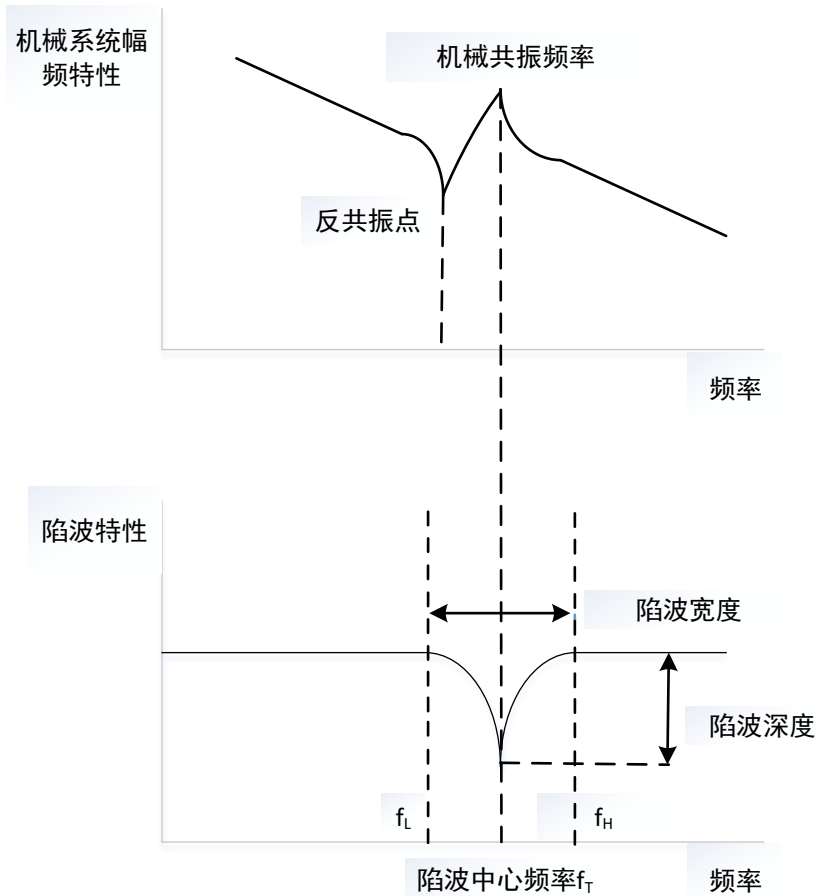 机械系统幅
频特性
机械共振频率
反共振点
频率
陷波特性
陷波宽度
陷波深度
fL
fH
陷波中心频率fT
频率